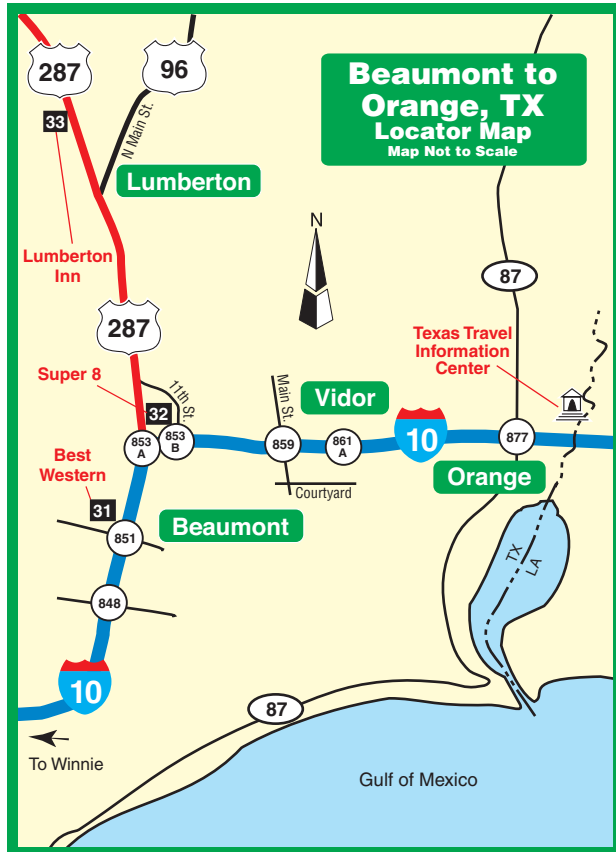 287
96
Beaumont to
Orange, TX
Locator Map
Map Not to Scale
33
N Main St.
Lumberton
Lumberton
Inn
N
87
287
Texas Travel
Information
Center
Super 8
11th St.
32
Main St.
Vidor
10
853
A
853
B
859
861
A
877
Best
Western
Orange
Courtyard
31
Beaumont
851
TX
LA
848
10
87
To Winnie
Gulf of Mexico